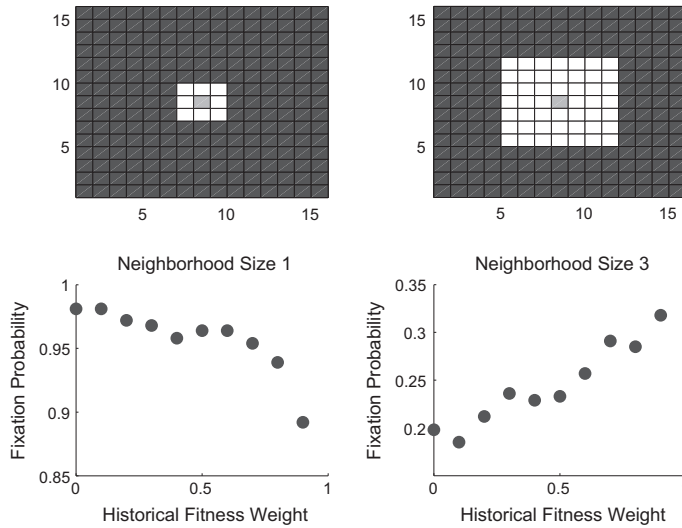 15
10
5
5 10 15
15
10
5
5 10 15
Neighborhood Size 1
Fixation Probability
1
0.95
0.9
0.85
0 0.5 1
Historical Fitness Weight
Neighborhood Size 3
Fixation Probability
0.35
0.3
0.25
0.2
0 0.5
Historical Fitness Weight